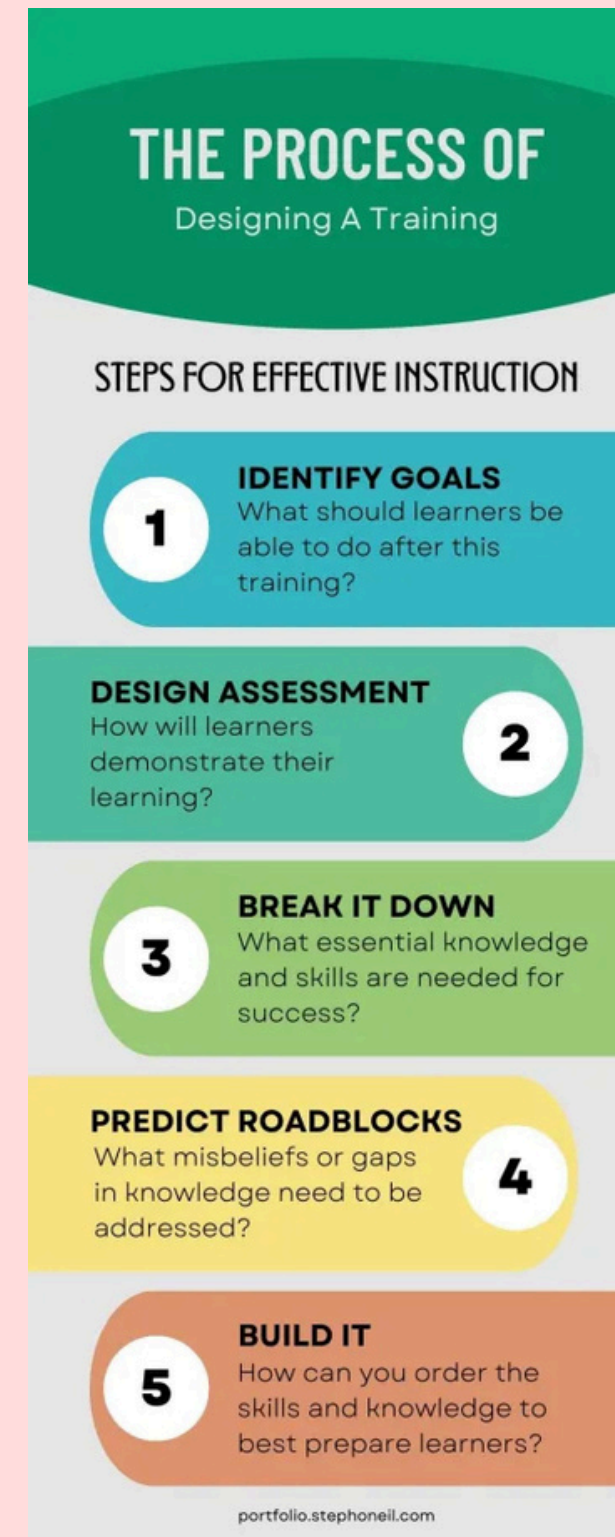 THE PROCESS OF
Designing A Training
STEPS FOR EFFECTIVE INSTRUCTION
1
IDENTIFY GOALS
What should learners be
able to do after this
training?
DESIGN ASSESSMENT
How will learners
demonstrate their
learning?
2
3
BREAK IT DOWN
What essential knowledge
and skills are needed for
success?
PREDICT ROADBLOCKS
What misbeliefs or gaps
in knowledge need to be
addressed?
4
5
BUILD IT
How can you order the
skills and knowledge to
best prepare learners?
portfolio.stephoneil.com